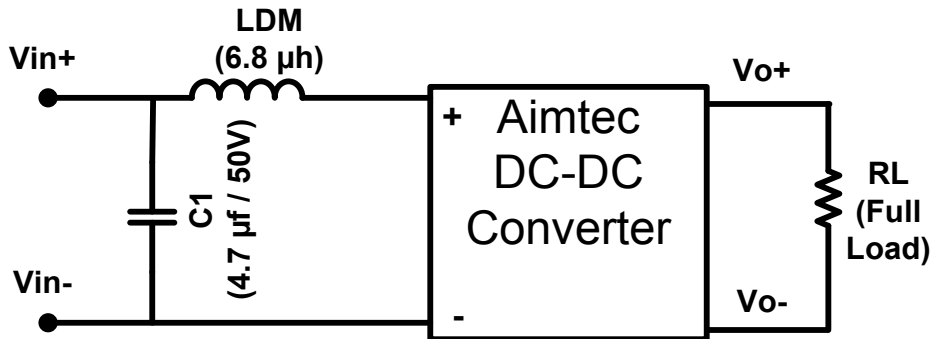 LDM
(6.8 µh)
Vin+
C1
(4.7 µf / 50V)
Vin-
+
-
Aimtec
DC-DC
Converter
Vo+
RL
(Full
Load)
Vo-